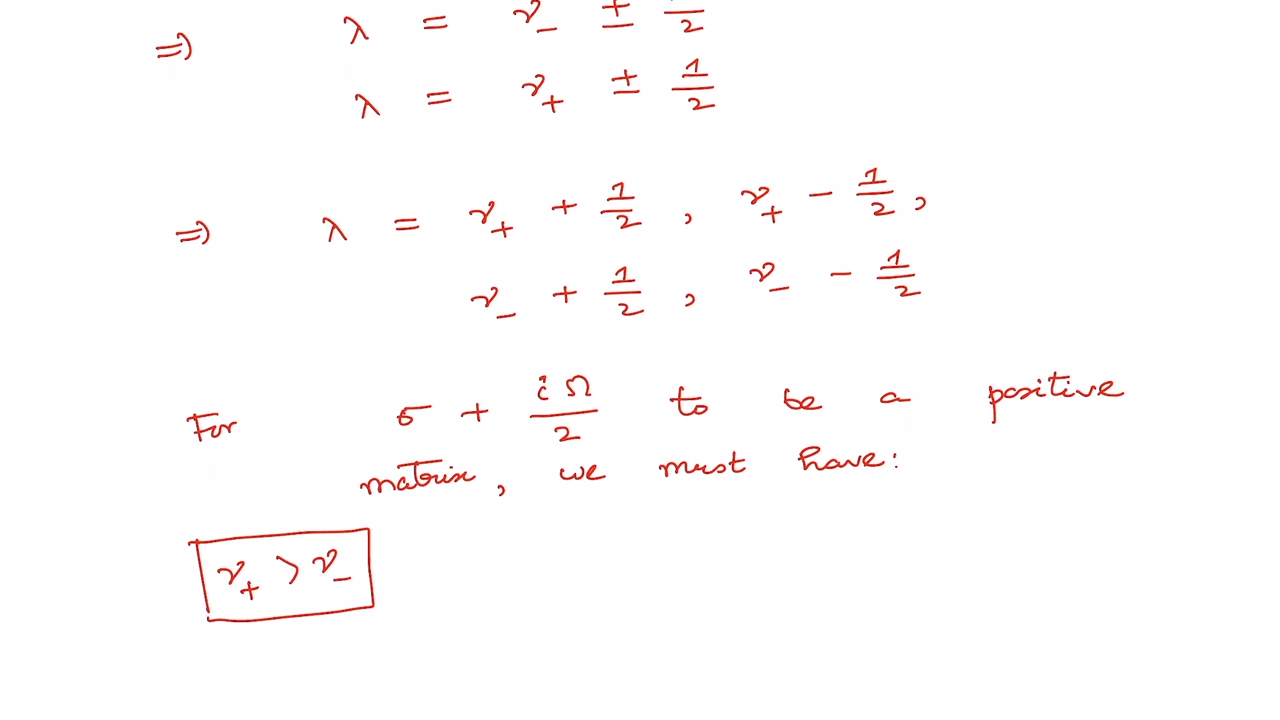 ⇒ λ = ν₋ ± 1/2
λ = ν₊ ± 1/2
⇒ λ = ν₊ + 1/2 , ν₊ − 1/2 ,
ν₋ + 1/2 , ν₋ − 1/2
For σ + iΩ/2 to be a positive
matrix, we must have:
ν₊ > ν₋